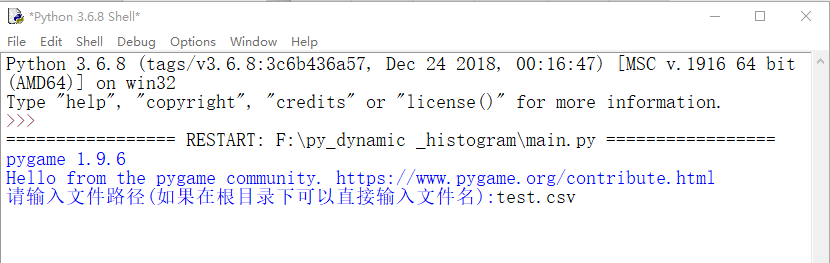 *Python 3.6.8 Shell*
File Edit Shell Debug Options Window Help
Python 3.6.8 (tags/v3.6.8:3c6b436a57, Dec 24 2018, 00:16:47) [MSC v.1916 64 bit
(AMD64)] on win32
Type "help", "copyright", "credits" or "license()" for more information.
>>>
================= RESTART: F:\py_dynamic _histogram\main.py =================
pygame 1.9.6
Hello from the pygame community. https://www.pygame.org/contribute.html
请输入文件路径(如果在根目录下可以直接输入文件名):test.csv